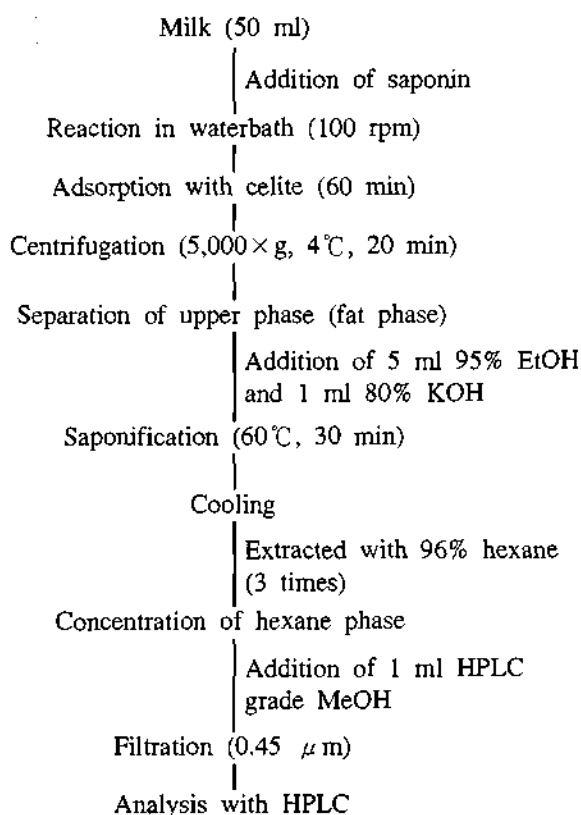 Milk (50 ml)
Addition of saponin
Reaction in waterbath (100 rpm)
Adsorption with celite (60 min)
Centrifugation (5,000×g, 4℃, 20 min)
Separation of upper phase (fat phase)
Addition of 5 ml 95% EtOH
and 1 ml 80% KOH
Saponification (60℃, 30 min)
Cooling
Extracted with 96% hexane
(3 times)
Concentration of hexane phase
Addition of 1 ml HPLC
grade MeOH
Filtration (0.45 μm)
Analysis with HPLC